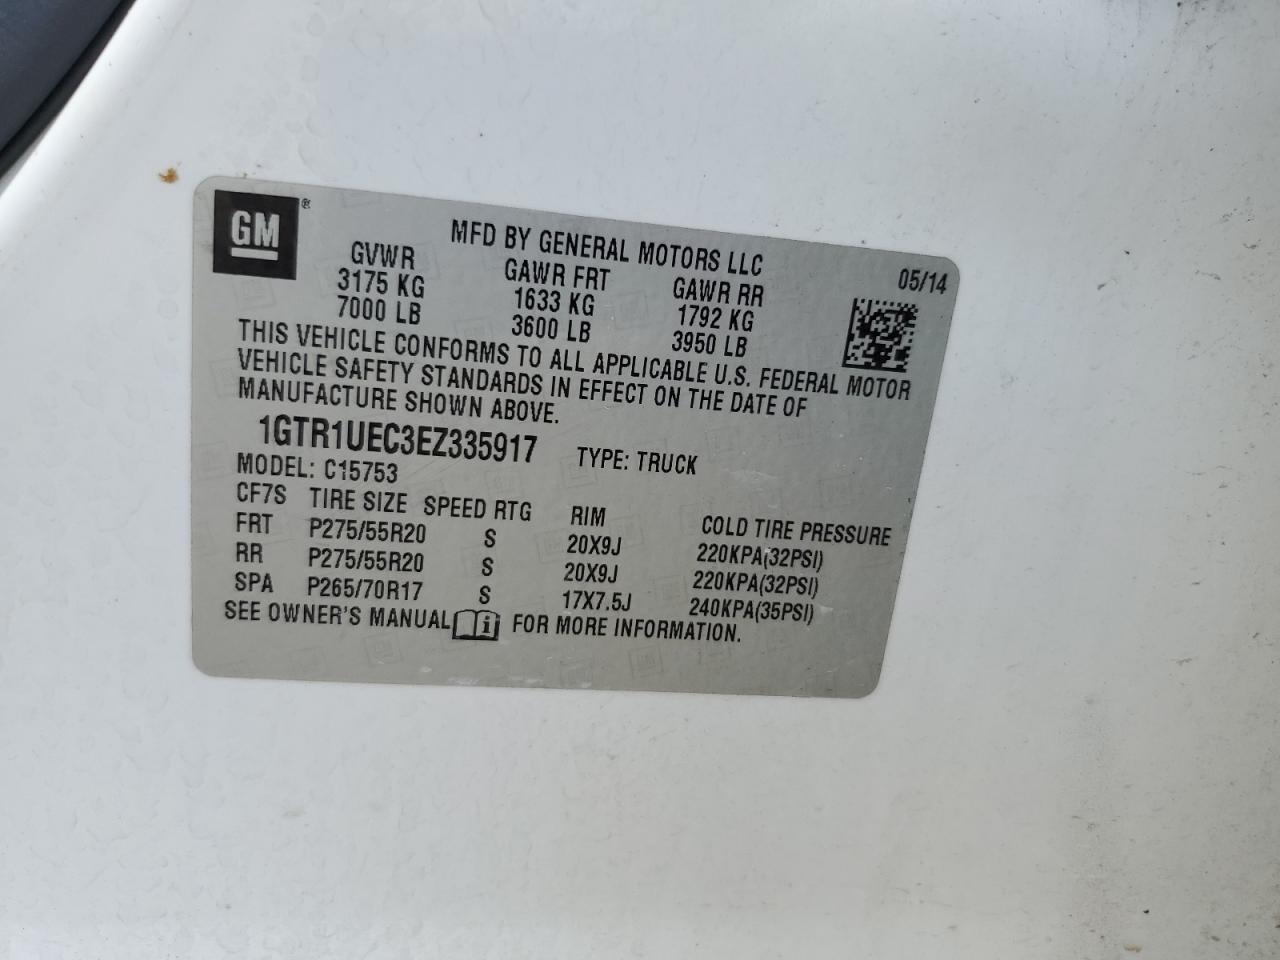 GM®
MFD BY GENERAL MOTORS LLC
05/14
GVWR GAWR FRT GAWR RR
3175 KG 1633 KG 1792 KG
7000 LB 3600 LB 3950 LB
THIS VEHICLE CONFORMS TO ALL APPLICABLE U.S. FEDERAL MOTOR
VEHICLE SAFETY STANDARDS IN EFFECT ON THE DATE OF
MANUFACTURE SHOWN ABOVE.
1GTR1UEC3EZ335917 TYPE: TRUCK
MODEL: C15753
CF7S TIRE SIZE SPEED RTG RIM COLD TIRE PRESSURE
FRT P275/55R20 S 20X9J 220KPA(32PSI)
RR P275/55R20 S 20X9J 220KPA(32PSI)
SPA P265/70R17 S 17X7.5J 240KPA(35PSI)
SEE OWNER'S MANUAL i FOR MORE INFORMATION.